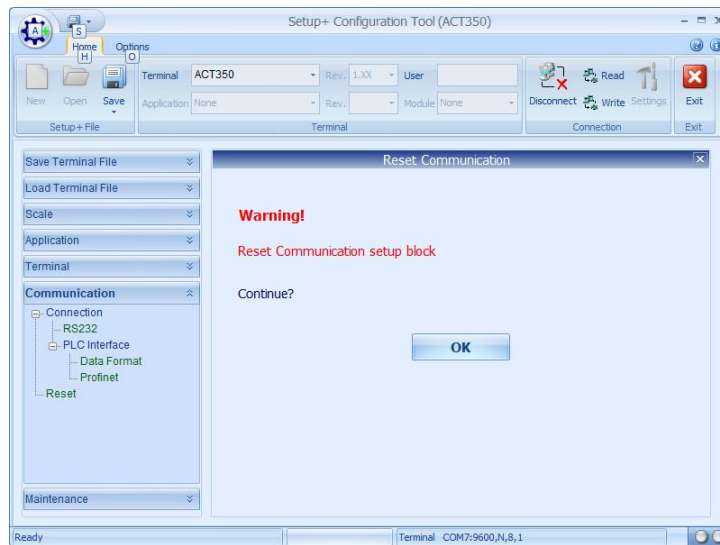 Setup+ Configuration Tool (ACT350)
S
Home Options
H O
Terminal ACT350 Rev. 1.XX User
Application None Rev. Module None
New Open Save
Disconnect Read Write Settings
Exit
Setup+File Terminal Connection Exit
Save Terminal File
Load Terminal File
Scale
Application
Terminal
Communication
Connection
RS232
PLC Interface
Data Format
Profinet
Reset
Maintenance
Reset Communication
Warning!
Reset Communication setup block
Continue?
OK
Ready Terminal COM7:9600,N,8,1